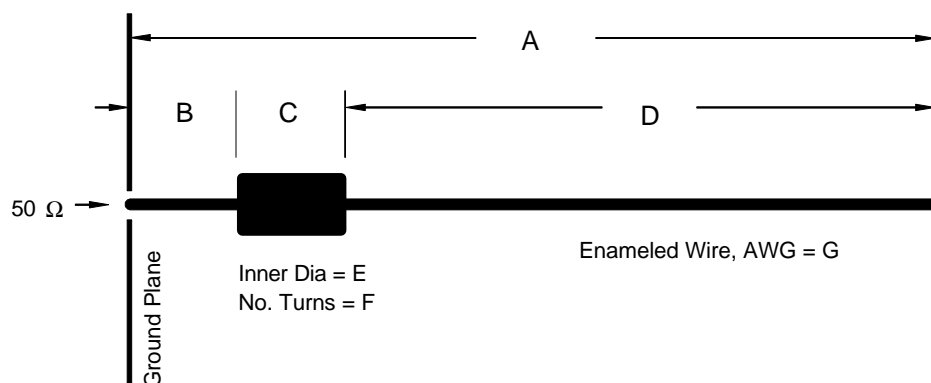 A
B
C
D
50 Ω
Enameled Wire, AWG = G
Inner Dia = E
No. Turns = F
Ground Plane